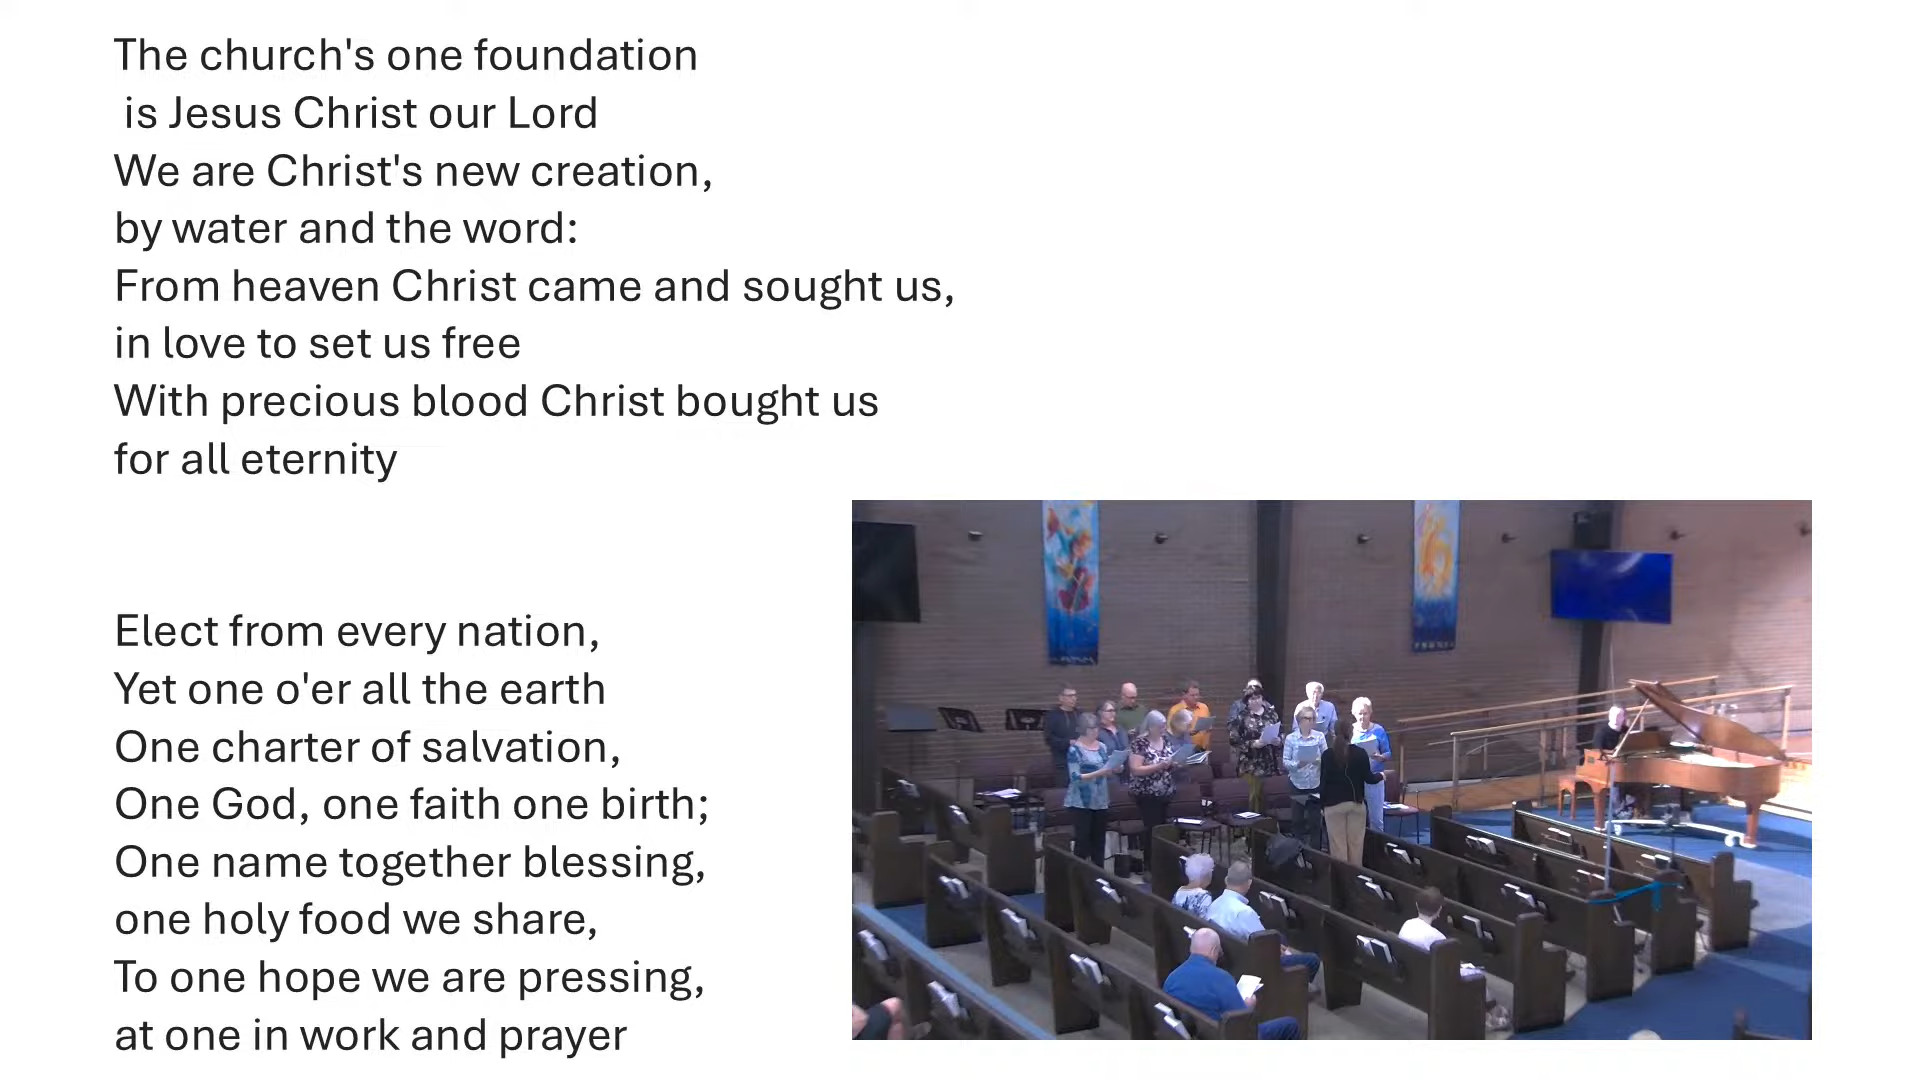 The church's one foundation
is Jesus Christ our Lord
We are Christ's new creation,
by water and the word:
From heaven Christ came and sought us,
in love to set us free
With precious blood Christ bought us
for all eternity
Elect from every nation,
Yet one o'er all the earth
One charter of salvation,
One God, one faith one birth;
One name together blessing,
one holy food we share,
To one hope we are pressing,
at one in work and prayer